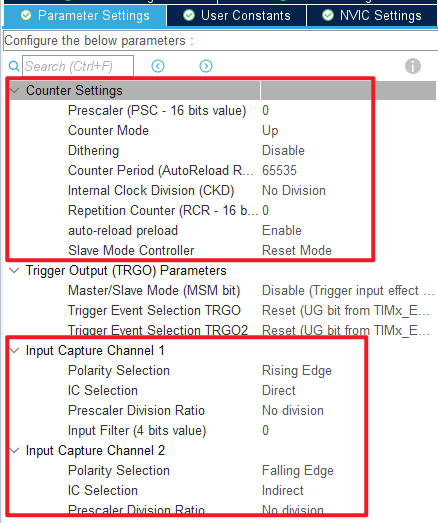 Parameter Settings User Constants NVIC Settings
Configure the below parameters :
Search (Ctrl+F)
Counter Settings
Prescaler (PSC - 16 bits value) 0
Counter Mode Up
Dithering Disable
Counter Period (AutoReload R... 65535
Internal Clock Division (CKD) No Division
Repetition Counter (RCR - 16 b... 0
auto-reload preload Enable
Slave Mode Controller Reset Mode
Trigger Output (TRGO) Parameters
Master/Slave Mode (MSM bit) Disable (Trigger input effect ...
Trigger Event Selection TRGO Reset (UG bit from TIMx_E...
Trigger Event Selection TRGO2 Reset (UG bit from TIMx_E...
Input Capture Channel 1
Polarity Selection Rising Edge
IC Selection Direct
Prescaler Division Ratio No division
Input Filter (4 bits value) 0
Input Capture Channel 2
Polarity Selection Falling Edge
IC Selection Indirect
Prescaler Division Ratio No division